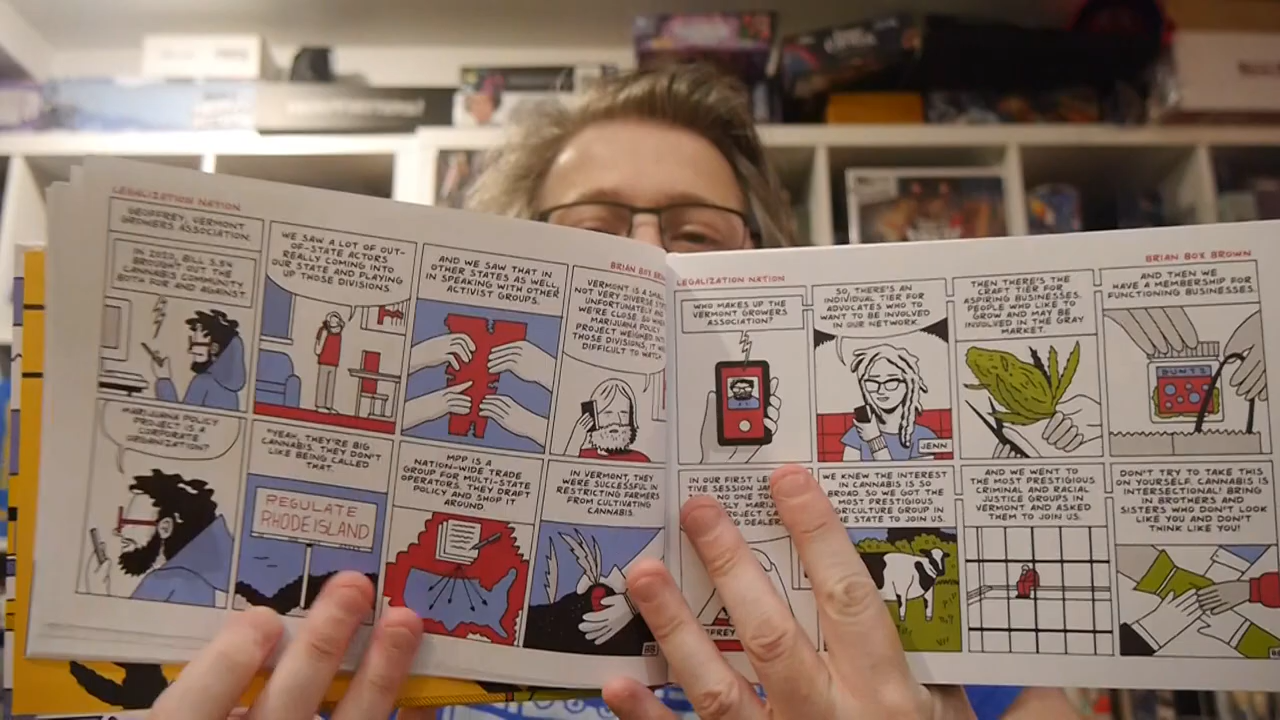 LEGALIZATION NATION
BRIAN BOX BROWN
GEOFFREY, VERMONT
GROWERS ASSOCIATION.
IN 2020, BILL S.54
BROUGHT OUT THE
CANNABIS COMMUNITY
BOTH FOR AND AGAINST.
WE SAW A LOT OF OUT-
OF-STATE ACTORS
REALLY COMING INTO
OUR STATE AND PLAYING
UP THOSE DIVISIONS.
AND WE SAW THAT IN
OTHER STATES AS WELL,
IN SPEAKING WITH OTHER
ACTIVIST GROUPS.
VERMONT IS A SMALL
NOT VERY DIVERSE
UNFORTUNATELY
WE'RE CLOSE. SO WHEN
MARIJUANA POLICY
PROJECT WEIGHED INTO
THOSE DIVISIONS, IT WAS
DIFFICULT TO WATCH.
MARIJUANA POLICY
PROJECT IS A
CORPORATE
ORGANIZATION?
"YEAH, THEY'RE BIG
CANNABIS. THEY DON'T
LIKE BEING CALLED
THAT.
REGULATE
RHODE ISLAND
MPP IS A
NATION-WIDE TRADE
GROUP FOR MULTI-STATE
OPERATORS. THEY DRAFT
POLICY AND SHOP IT
AROUND.
IN VERMONT, THEY
WERE SUCCESSFUL IN
RESTRICTING FARMERS
FROM CULTIVATING
CANNABIS.
BB
LEGALIZATION NATION
BRIAN BOX BROWN
WHO MAKES UP THE
VERMONT GROWERS
ASSOCIATION?
SO, THERE'S AN
INDIVIDUAL TIER FOR
ADVOCATES WHO TO
WANT TO BE INVOLVED
IN OUR NETWORK.
JENN
THEN THERE'S THE
CRAFT TIER FOR
ASPIRING BUSINESSES.
PEOPLE WHO LIKE TO
GROW AND MAY BE
INVOLVED IN THE GRAY
MARKET.
AND THEN WE
HAVE A MEMBERSHIP FOR
FUNCTIONING BUSINESSES.
RUNTZ
IN OUR FIRST
TIVE SESSION
NO ONE
DEALER
FREY
WE KNEW THE INTEREST
IN CANNABIS IS SO
BROAD. SO WE GOT THE
MOST PRESTIGIOUS
AGRICULTURE GROUP IN
THE STATE TO JOIN US.
AND WE WENT TO
THE MOST PRESTIGIOUS
CRIMINAL AND RACIAL
JUSTICE GROUPS IN
VERMONT AND ASKED
THEM TO JOIN US.
DON'T TRY TO TAKE THIS
ON YOURSELF. CANNABIS IS
INTERSECTIONAL! BRING
IN BROTHERS AND
SISTERS WHO DON'T LOOK
LIKE YOU AND DON'T
THINK LIKE YOU!